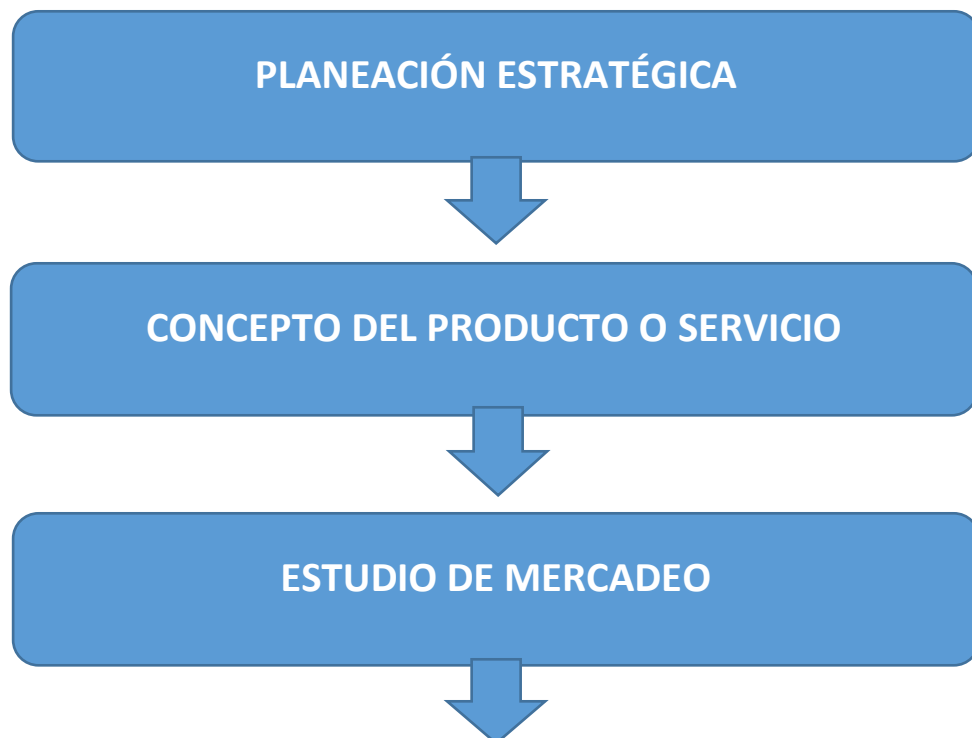 PLANEACIÓN ESTRATÉGICA
CONCEPTO DEL PRODUCTO O SERVICIO
ESTUDIO DE MERCADEO